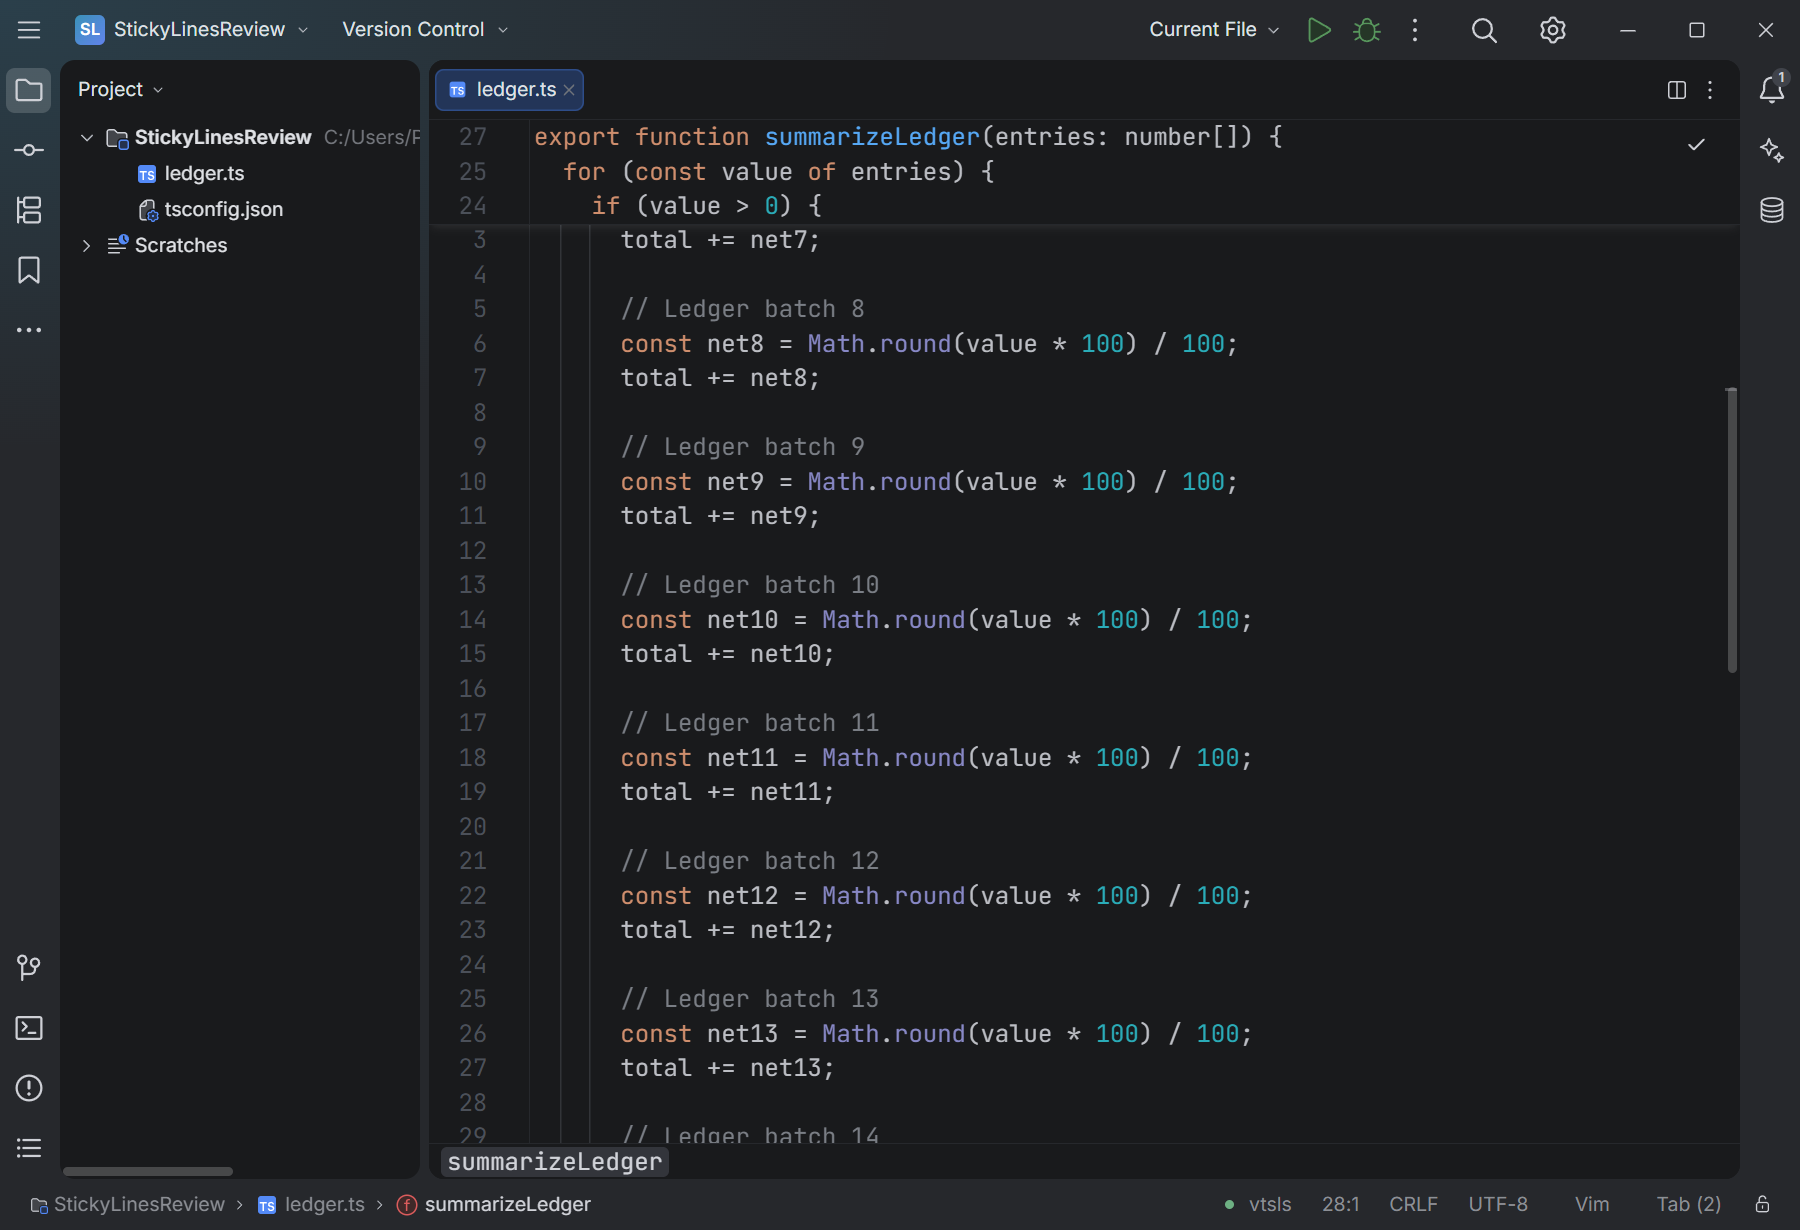 SL StickyLinesReview Version Control Current File
Project
StickyLinesReview C:/Users/P
TS ledger.ts
tsconfig.json
Scratches
TS ledger.ts
27 export function summarizeLedger(entries: number[]) {
25 for (const value of entries) {
24 if (value > 0) {
3 total += net7;
4
5 // Ledger batch 8
6 const net8 = Math.round(value * 100) / 100;
7 total += net8;
8
9 // Ledger batch 9
10 const net9 = Math.round(value * 100) / 100;
11 total += net9;
12
13 // Ledger batch 10
14 const net10 = Math.round(value * 100) / 100;
15 total += net10;
16
17 // Ledger batch 11
18 const net11 = Math.round(value * 100) / 100;
19 total += net11;
20
21 // Ledger batch 12
22 const net12 = Math.round(value * 100) / 100;
23 total += net12;
24
25 // Ledger batch 13
26 const net13 = Math.round(value * 100) / 100;
27 total += net13;
28
29 // Ledger batch 14
summarizeLedger
1
StickyLinesReview › TS ledger.ts › f summarizeLedger
vtsls 28:1 CRLF UTF-8 Vim Tab (2)